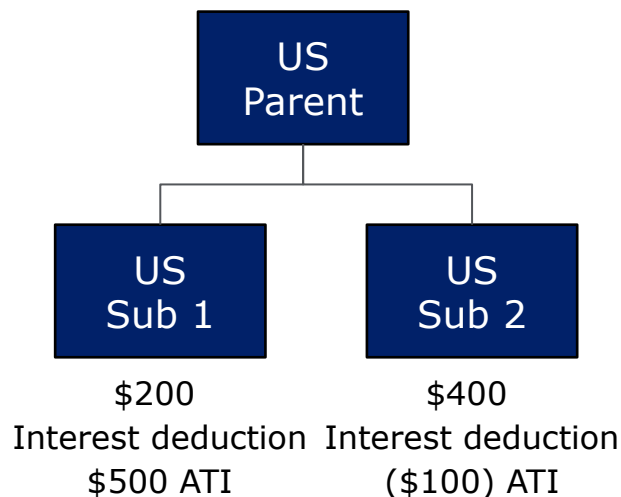 US
Parent
US
Sub 1
US
Sub 2
$200
Interest deduction
$500 ATI
$400
Interest deduction
($100) ATI